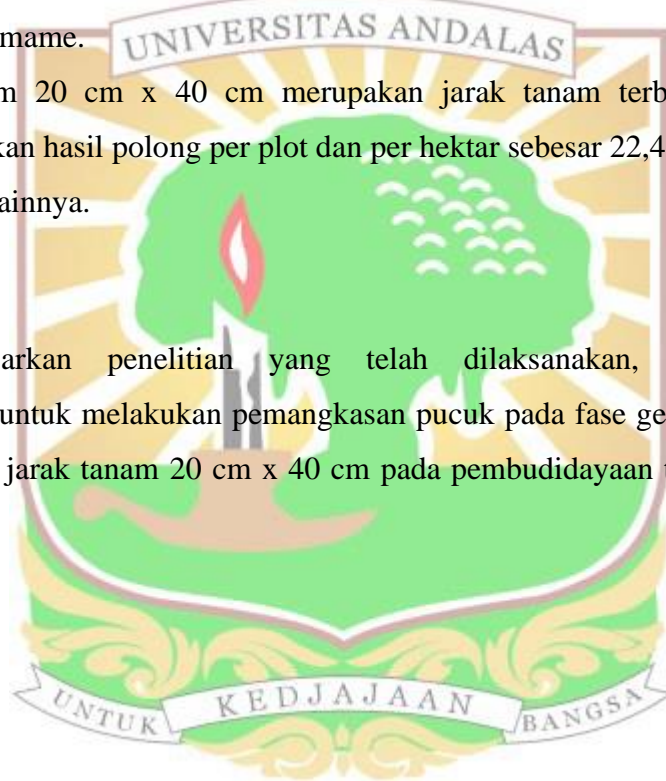 mame.
UNIVERSITAS ANDALAS
m 20 cm x 40 cm merupakan jarak tanam terb
kan hasil polong per plot dan per hektar sebesar 22,4
ainnya.
arkan penelitian yang telah dilaksanakan,
untuk melakukan pemangkasan pucuk pada fase ge
jarak tanam 20 cm x 40 cm pada pembudidayaan t
UNTUK KEDJAJAAN BANGSA